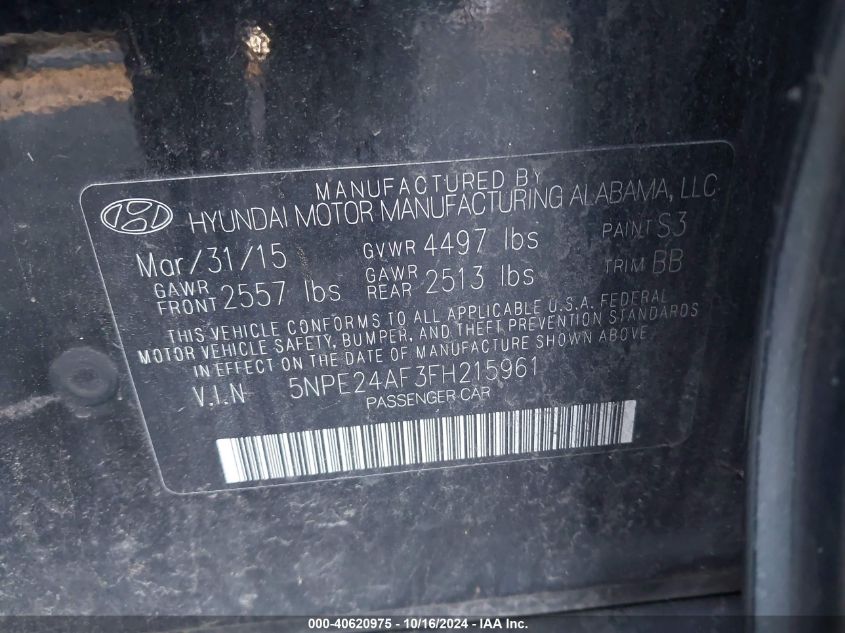 MANUFACTURED BY
HYUNDAI MOTOR MANUFACTURING ALABAMA, LLC
Mar/31/15 GVWR 4497 lbs PAINT S3
GAWR FRONT 2557 lbs GAWR REAR 2513 lbs TRIM BB
THIS VEHICLE CONFORMS TO ALL APPLICABLE U.S.A. FEDERAL
MOTOR VEHICLE SAFETY, BUMPER, AND THEFT PREVENTION STANDARDS
IN EFFECT ON THE DATE OF MANUFACTURE SHOWN ABOVE.
V.I.N 5NPE24AF3FH215961
PASSENGER CAR
000-40620975 - 10/16/2024 - IAA Inc.